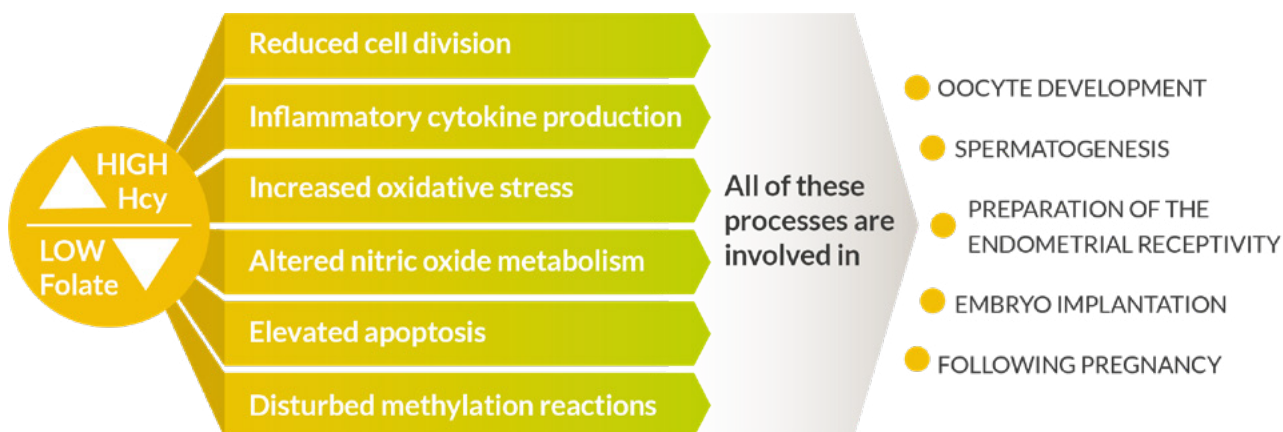 HIGH
Hcy
LOW
Folate
Reduced cell division
Inflammatory cytokine production
Increased oxidative stress
Altered nitric oxide metabolism
Elevated apoptosis
Disturbed methylation reactions
All of these
processes are
involved in
OOCYTE DEVELOPMENT
SPERMATOGENESIS
PREPARATION OF THE
ENDOMETRIAL RECEPTIVITY
EMBRYO IMPLANTATION
FOLLOWING PREGNANCY